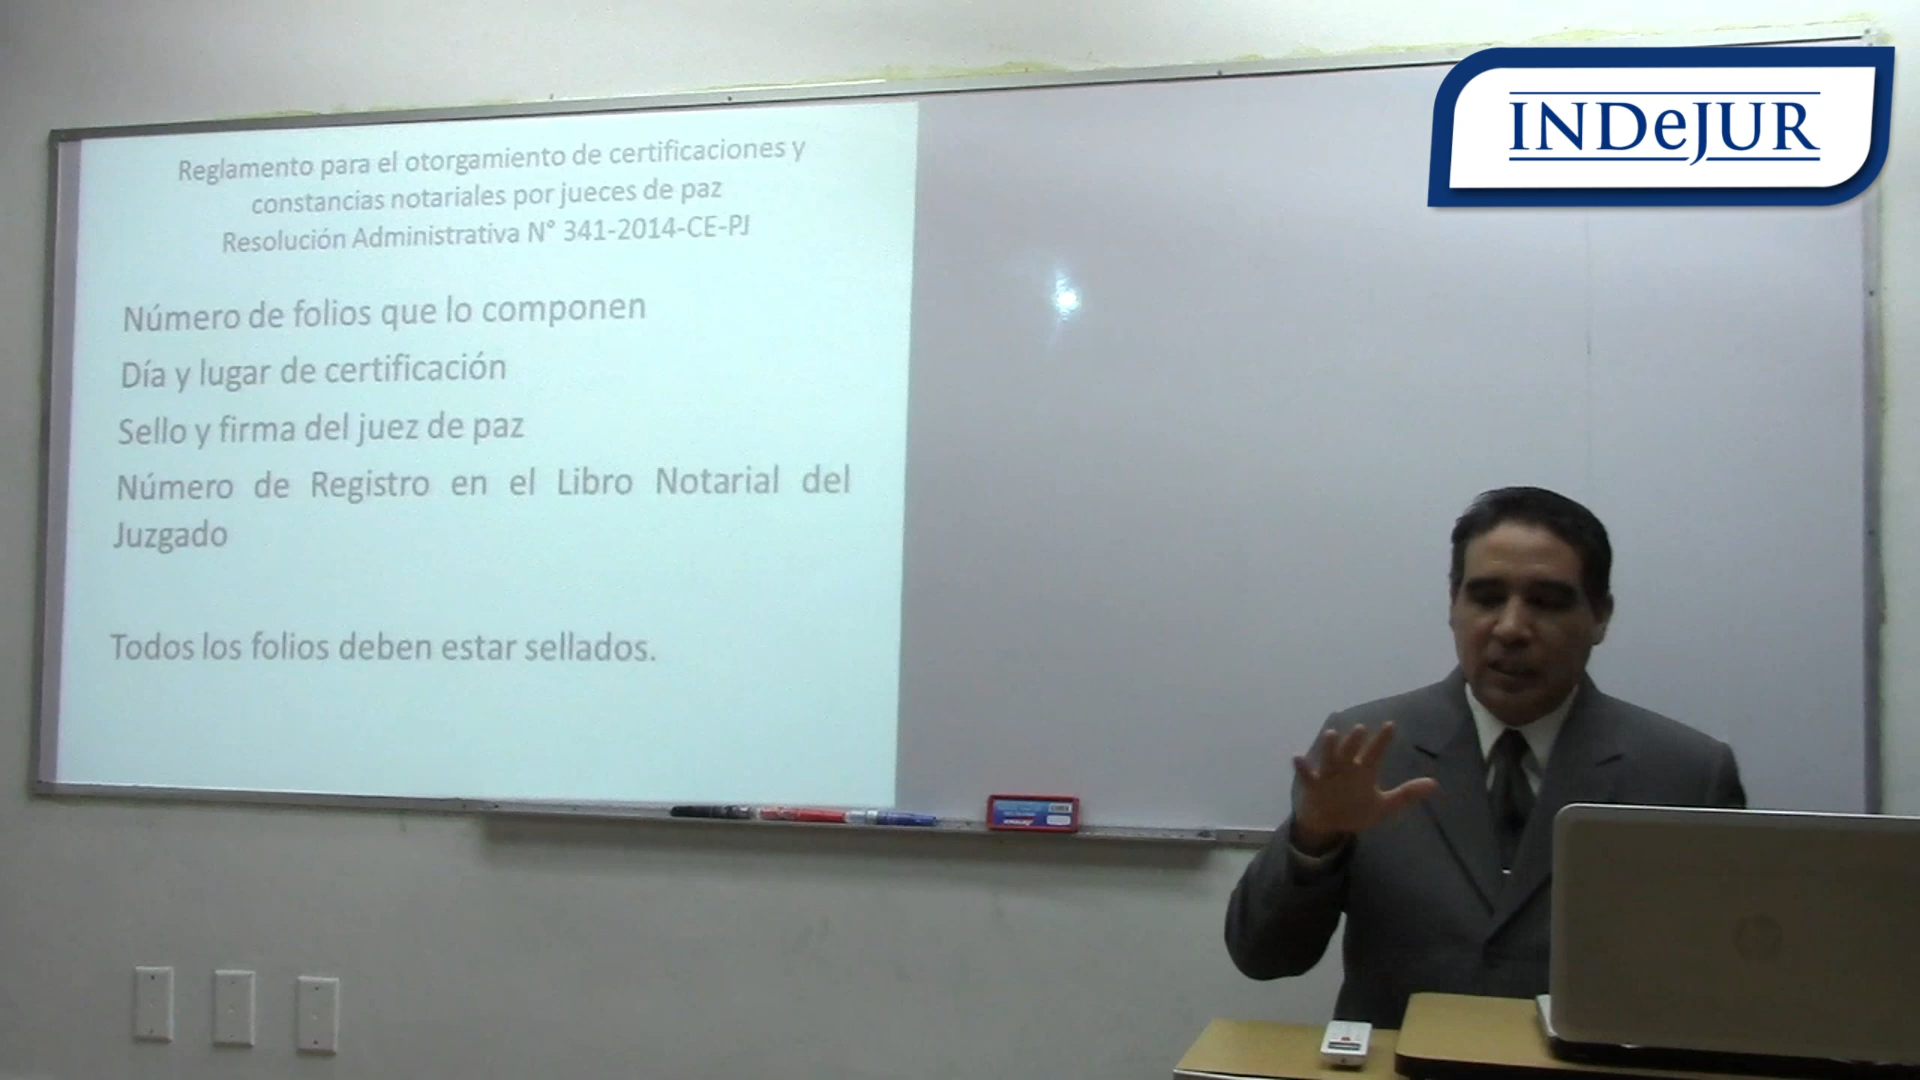 INDeJUR
Reglamento para el otorgamiento de certificaciones y
constancias notariales por jueces de paz
Resolución Administrativa N° 341-2014-CE-PJ
Número de folios que lo componen
Día y lugar de certificación
Sello y firma del juez de paz
Número de Registro en el Libro Notarial del
Juzgado
Todos los folios deben estar sellados.